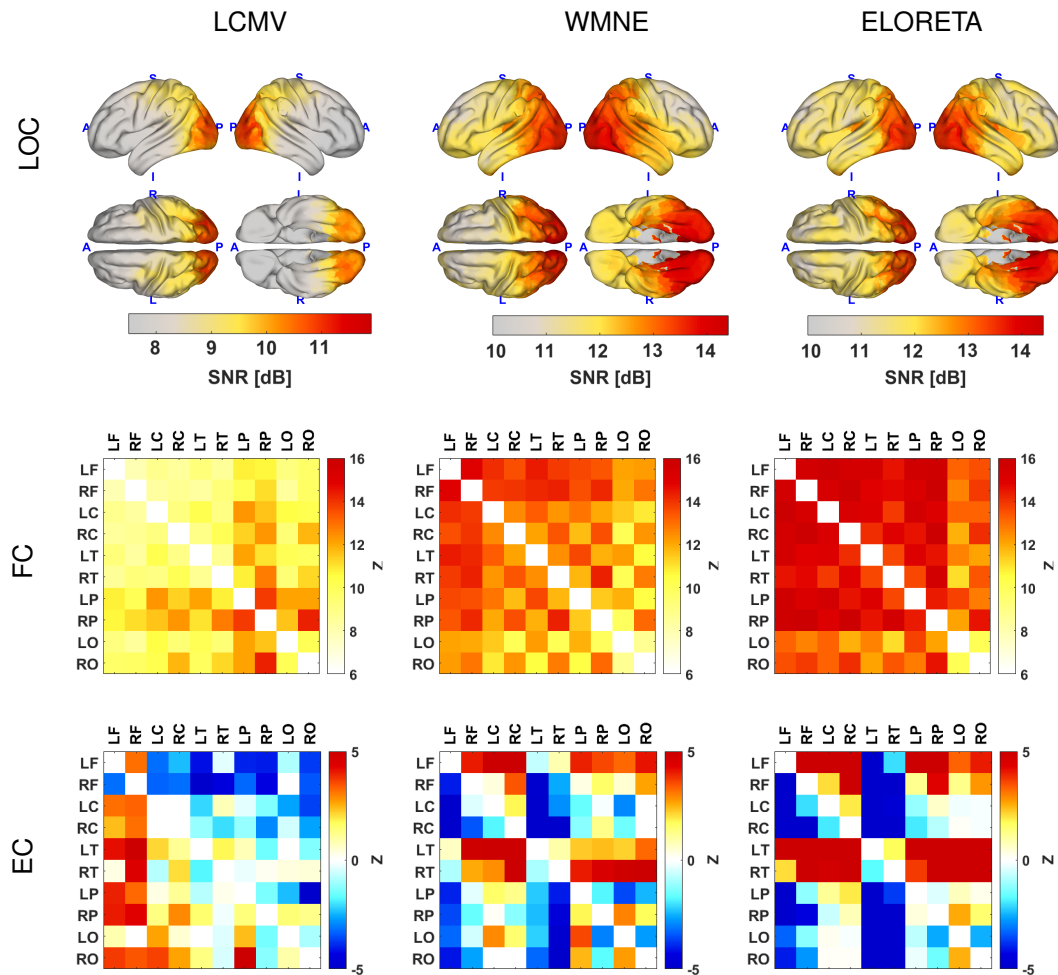 LCMV WMNE ELORETA
LOC
S S S S S S
A P P A A P P A A P P A
I I I I I I
R L R L R L
A P A P A P
L R L R L R
8 9 10 11
10 11 12 13 14
10 11 12 13 14
SNR [dB] SNR [dB] SNR [dB]
FC
LF RF LC RC LT RT LP RP LO RO
LF
RF
LC
RC
LT
RT
LP
RP
LO
RO
16
14
12
10
8
6
z
LF RF LC RC LT RT LP RP LO RO
LF
RF
LC
RC
LT
RT
LP
RP
LO
RO
16
14
12
10
8
6
z
LF RF LC RC LT RT LP RP LO RO
LF
RF
LC
RC
LT
RT
LP
RP
LO
RO
16
14
12
10
8
6
z
EC
LF RF LC RC LT RT LP RP LO RO
LF
RF
LC
RC
LT
RT
LP
RP
LO
RO
5
0
-5
z
LF RF LC RC LT RT LP RP LO RO
LF
RF
LC
RC
LT
RT
LP
RP
LO
RO
5
0
-5
z
LF RF LC RC LT RT LP RP LO RO
LF
RF
LC
RC
LT
RT
LP
RP
LO
RO
5
0
-5
z